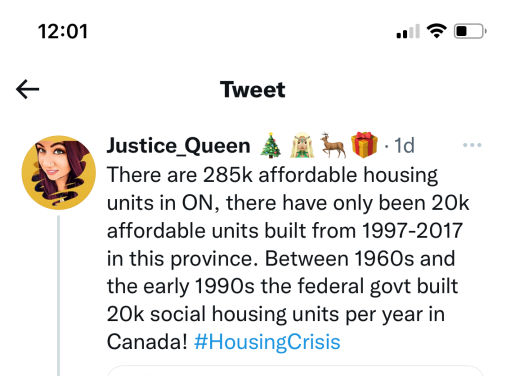 12:01
Tweet
Justice_Queen 🎄 🧝‍♀️ 🦌 🎁 · 1d
There are 285k affordable housing
units in ON, there have only been 20k
affordable units built from 1997-2017
in this province. Between 1960s and
the early 1990s the federal govt built
20k social housing units per year in
Canada! #HousingCrisis